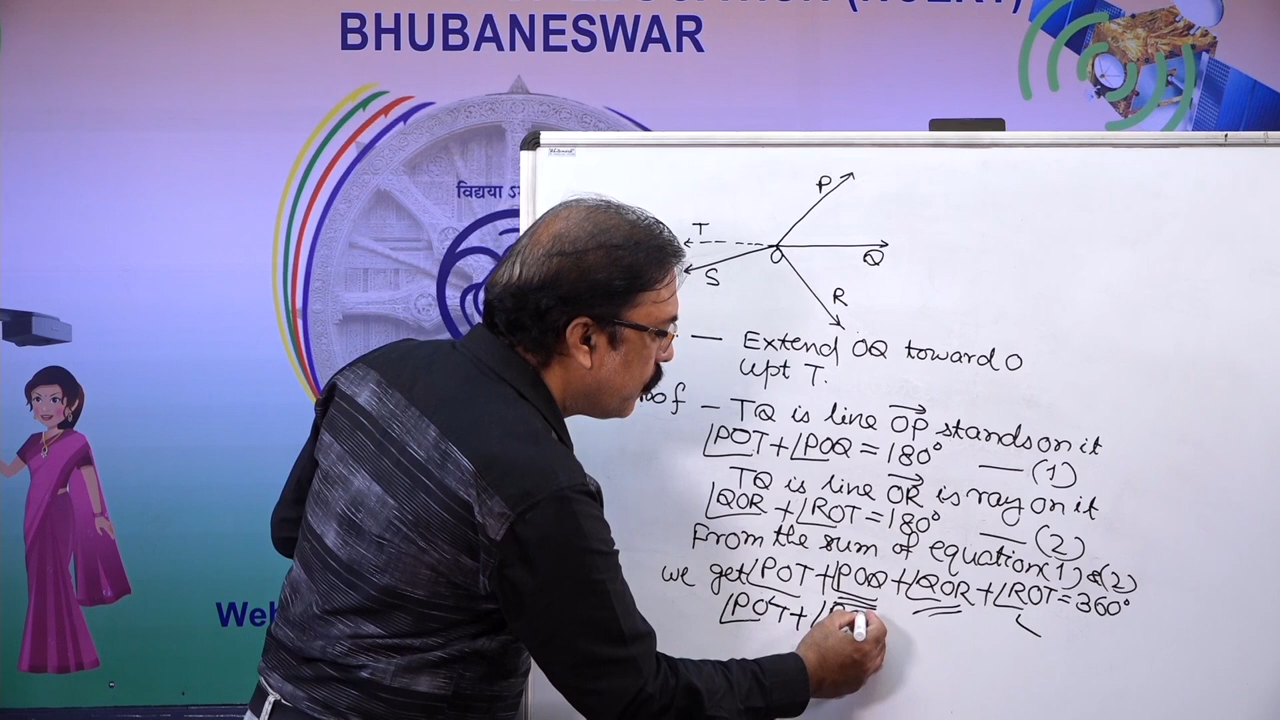 BHUBANESWAR
विद्यया
P
T
O
Q
S
R
— Extend OQ toward O
upt T.
– TQ is line OP stands on it
∠POT + ∠POQ = 180° — (1)
TQ is line OR is ray on it
∠QOR + ∠ROT = 180° — (2)
From the sum of equation (1) & (2)
we get ∠POT + ∠POQ + ∠QOR + ∠ROT = 360°
∠POT + ∠